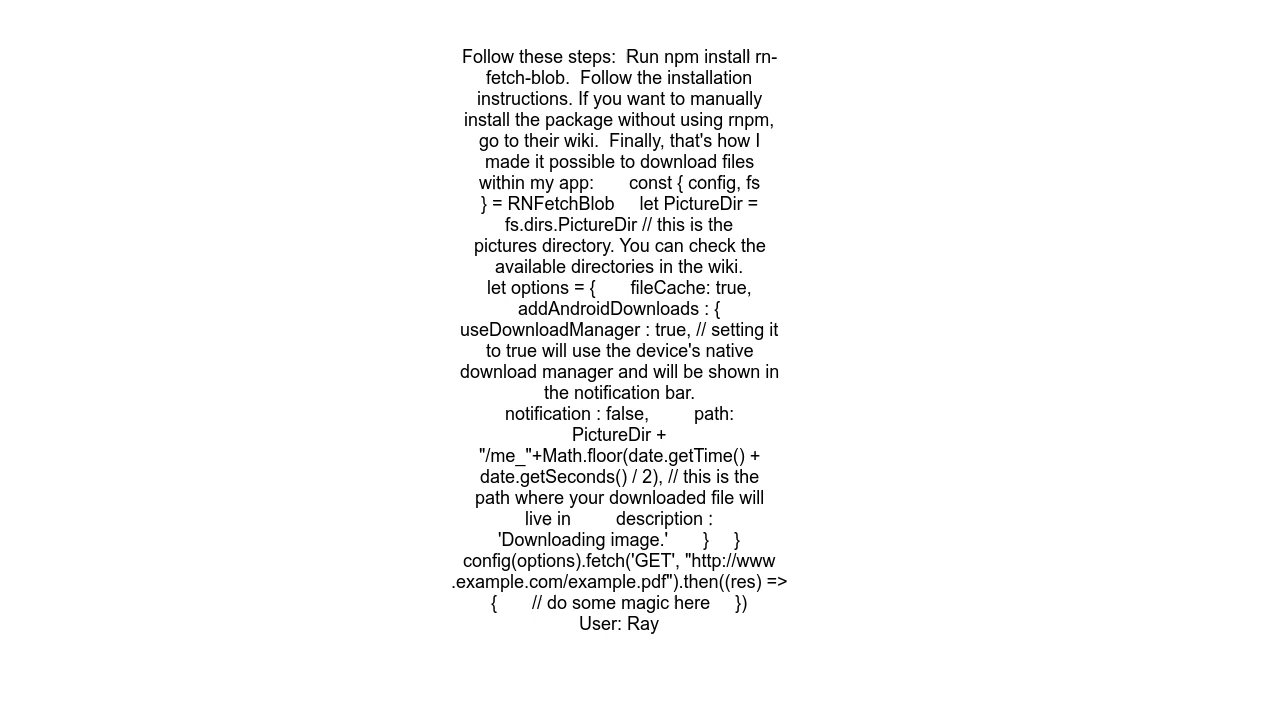 Follow these steps:  Run npm install rn-
fetch-blob.  Follow the installation
instructions. If you want to manually
install the package without using rnpm,
go to their wiki.  Finally, that's how I
made it possible to download files
within my app:       const { config, fs
} = RNFetchBlob     let PictureDir =
fs.dirs.PictureDir // this is the
pictures directory. You can check the
available directories in the wiki.
let options = {       fileCache: true,
addAndroidDownloads : {
useDownloadManager : true, // setting it
to true will use the device's native
download manager and will be shown in
the notification bar.
notification : false,         path:
PictureDir +
"/me_"+Math.floor(date.getTime() +
date.getSeconds() / 2), // this is the
path where your downloaded file will
live in         description :
'Downloading image.'       }     }
config(options).fetch('GET', "http://www
.example.com/example.pdf").then((res) =>
{       // do some magic here     })
User: Ray